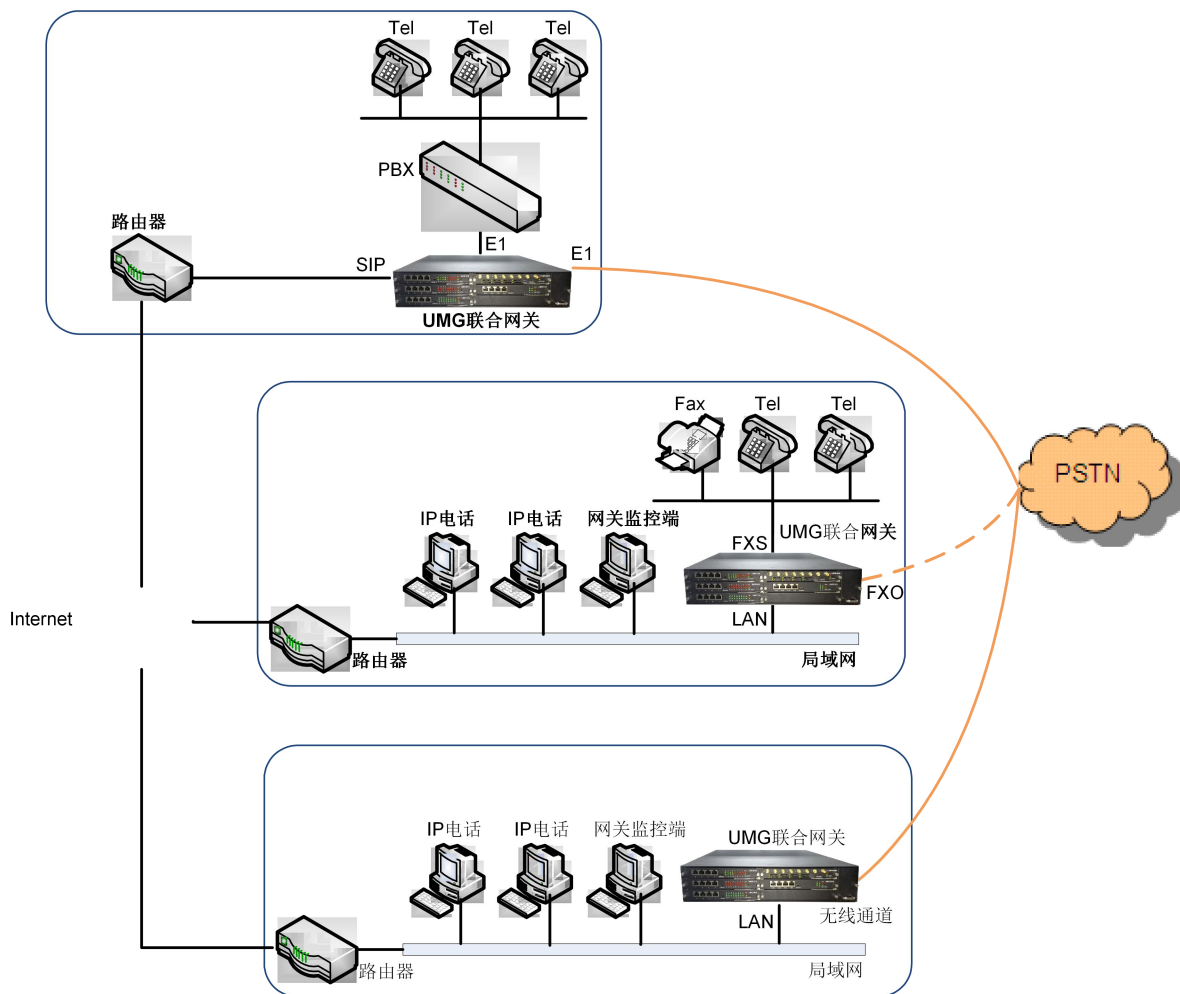 Tel
Tel
Tel
PBX
路由器
E1
E1
SIP
UMG联合网关
Fax
Tel
Tel
PSTN
IP电话
IP电话
网关监控端
UMG联合网关
FXS
FXO
Internet
LAN
路由器
局域网
IP电话
IP电话
网关监控端
UMG联合网关
无线通道
LAN
路由器
局域网